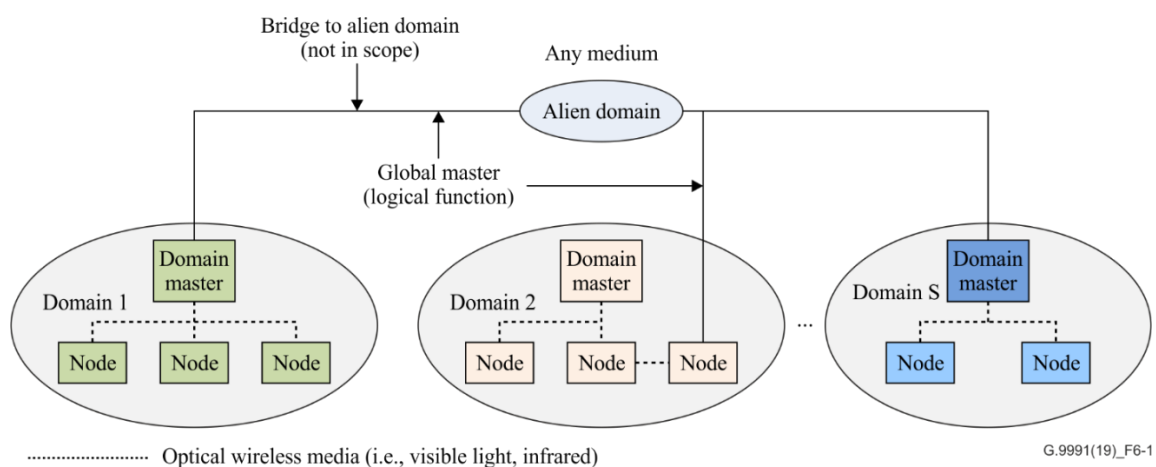 Bridge to alien domain
(not in scope)
Any medium
Alien domain
Global master
(logical function)
Domain
master
Domain 1
Node
Node
Node
Domain
master
Domain 2
Node
Node
Node
...
Domain
master
Domain S
Node
Node
Optical wireless media (i.e., visible light, infrared)
G.9991(19)_F6-1